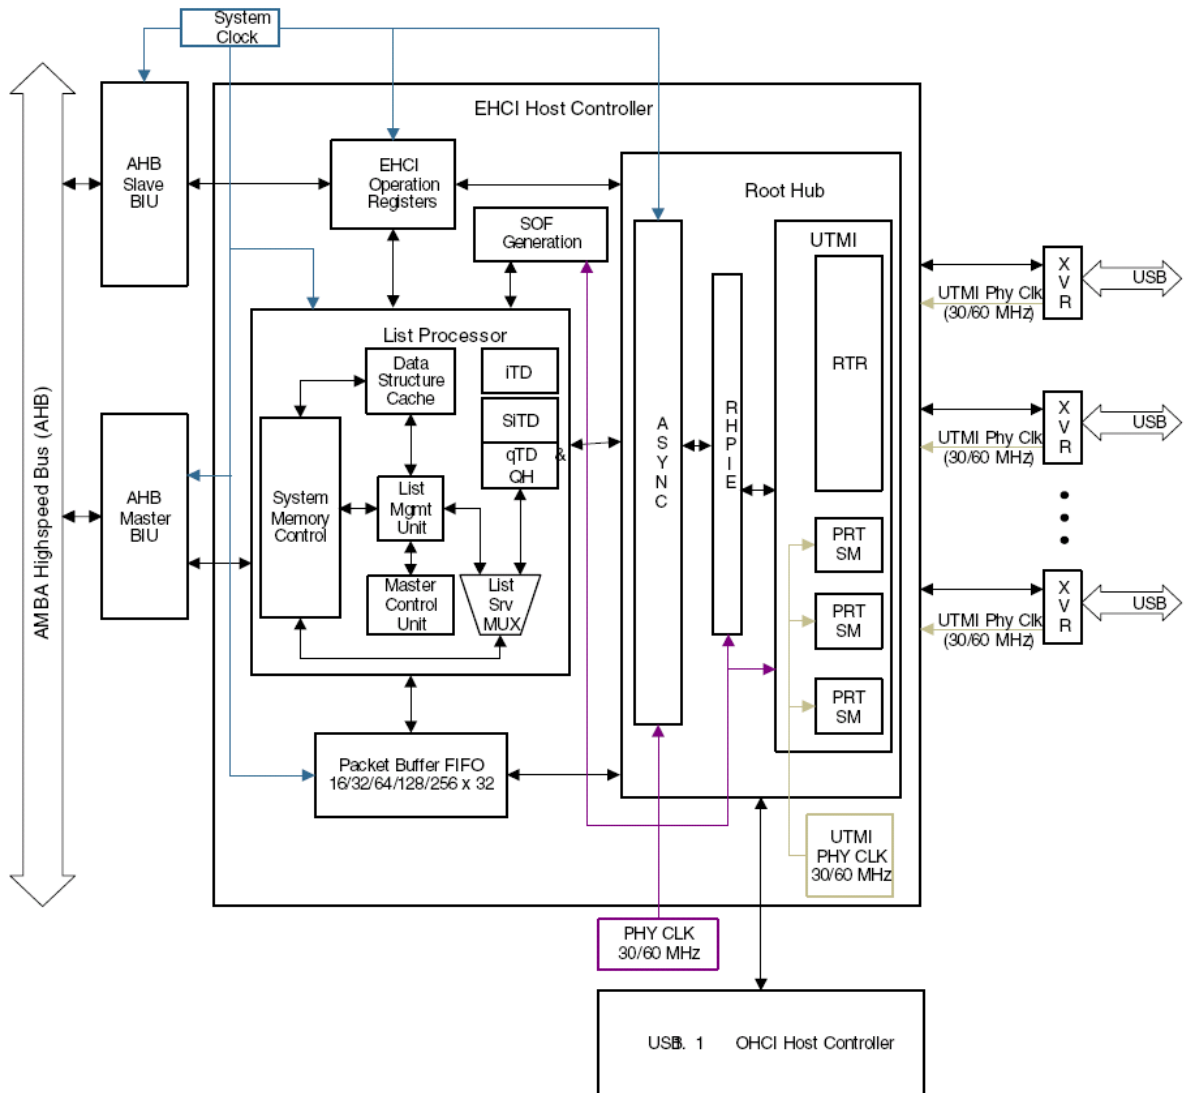 System
Clock
EHCI Host Controller
AHB
Slave
BIU
EHCI
Operation
Registers
Root Hub
SOF
Generation
UTMI
X
V
R
USB
UTMI Phy Clk
(30/60 MHz)
List Processor
Data
Structure
Cache
iTD
SiTD
qTD &
QH
RTR
A
S
Y
N
C
R
H
P
I
E
X
V
R
USB
UTMI Phy Clk
(30/60 MHz)
AMBA Highspeed Bus (AHB)
AHB
Master
BIU
System
Memory
Control
List
Mgmt
Unit
Master
Control
Unit
List
Srv
MUX
PRT
SM
PRT
SM
PRT
SM
X
V
R
USB
UTMI Phy Clk
(30/60 MHz)
Packet Buffer FIFO
16/32/64/128/256 x 32
UTMI
PHY CLK
30/60 MHz
PHY CLK
30/60 MHz
OHCI Host Controller